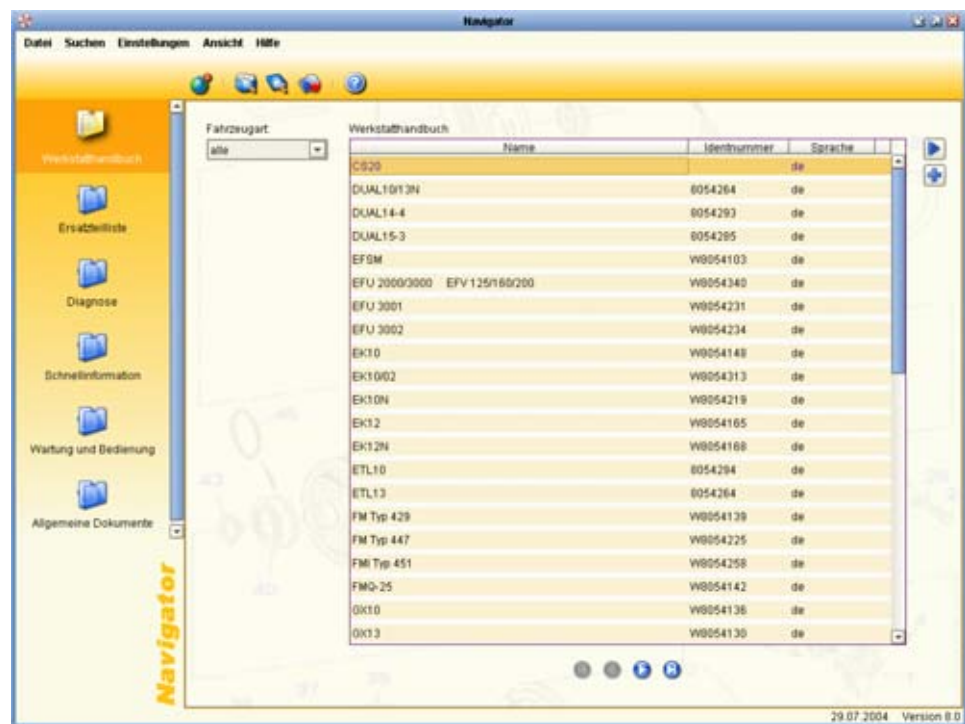 Navigator
Datei Suchen Einstellungen Ansicht Hilfe
Werkstatthandbuch
Ersatzteilliste
Diagnose
Schnellinformation
Wartung und Bedienung
Allgemeine Dokumente
Navigator
Fahrzeugart
alle
Werkstatthandbuch
Name Identnummer Sprache
CS20 de
DUAL10/13N 8054264 de
DUAL14-4 8054293 de
DUAL15-3 8054285 de
EFSM W8054103 de
EFU 2000/3000 EFV 125/160/200 W8054340 de
EFU 3001 W8054231 de
EFU 3002 W8054234 de
EK10 W8054148 de
EK10/02 W8054313 de
EK10N W8054219 de
EK12 W8054165 de
EK12N W8054168 de
ETL10 8054294 de
ETL13 8054264 de
FM Typ 429 W8054139 de
FM Typ 447 W8054225 de
FMI Typ 451 W8054258 de
FMQ-25 W8054142 de
GX10 W8054136 de
GX13 W8054130 de
29.07.2004 Version 8.0